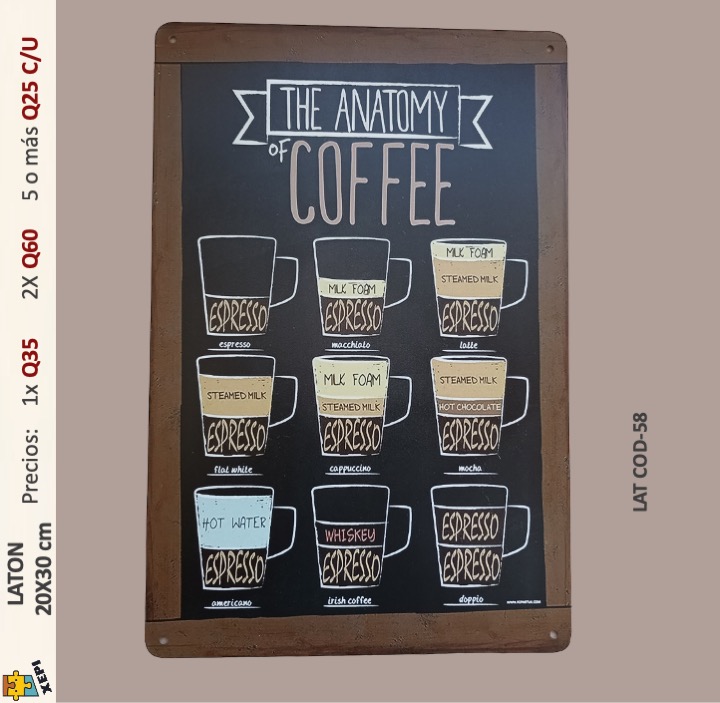 THE ANATOMY
OF
COFFEE
ESPRESSO
espresso
MILK FOAM
ESPRESSO
macchiato
MILK FOAM
STEAMED MILK
ESPRESSO
latte
STEAMED MILK
ESPRESSO
flat white
MILK FOAM
STEAMED MILK
ESPRESSO
cappuccino
STEAMED MILK
HOT CHOCOLATE
ESPRESSO
mocha
HOT WATER
ESPRESSO
americano
WHISKEY
ESPRESSO
irish coffee
ESPRESSO
ESPRESSO
doppio
LATON
20X30 cm
Precios: 1x Q35 2X Q60 5 o más Q25 C/U
XEPI
LAT COD-58